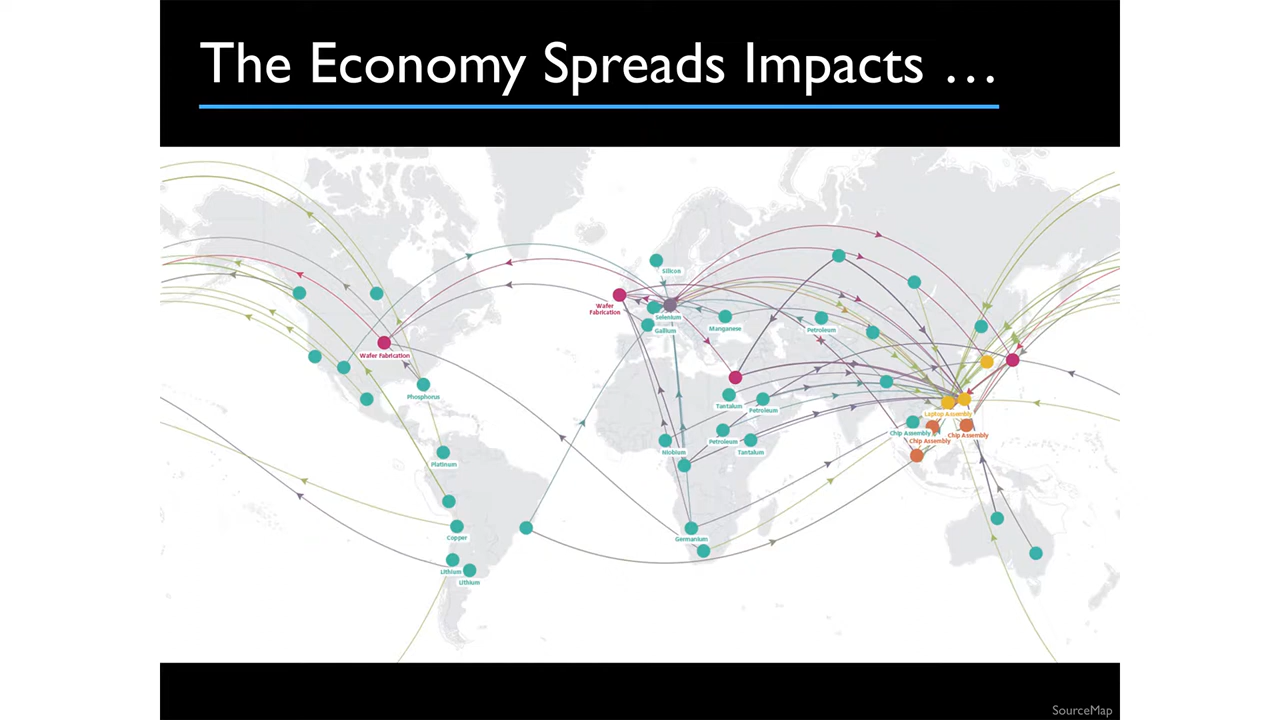 The Economy Spreads Impacts ...
Silicon
Wafer
Fabrication
Selenium
Gallium
Manganese
Petroleum
Wafer Fabrication
Phosphorus
Tantalum
Petroleum
Laptop Assembly
Chip Assembly
Chip Assembly
Chip Assembly
Petroleum
Niobium
Tantalum
Platinum
Copper
Germanium
Lithium
Lithium
SourceMap